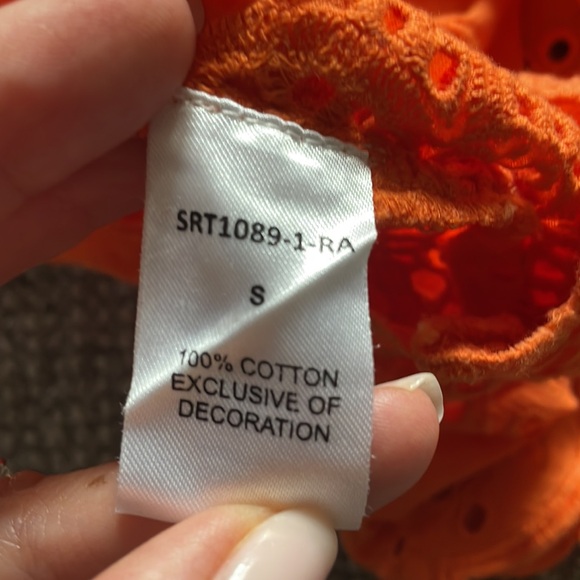 SRT1089-1-RA
S
100% COTTON
EXCLUSIVE OF
DECORATION